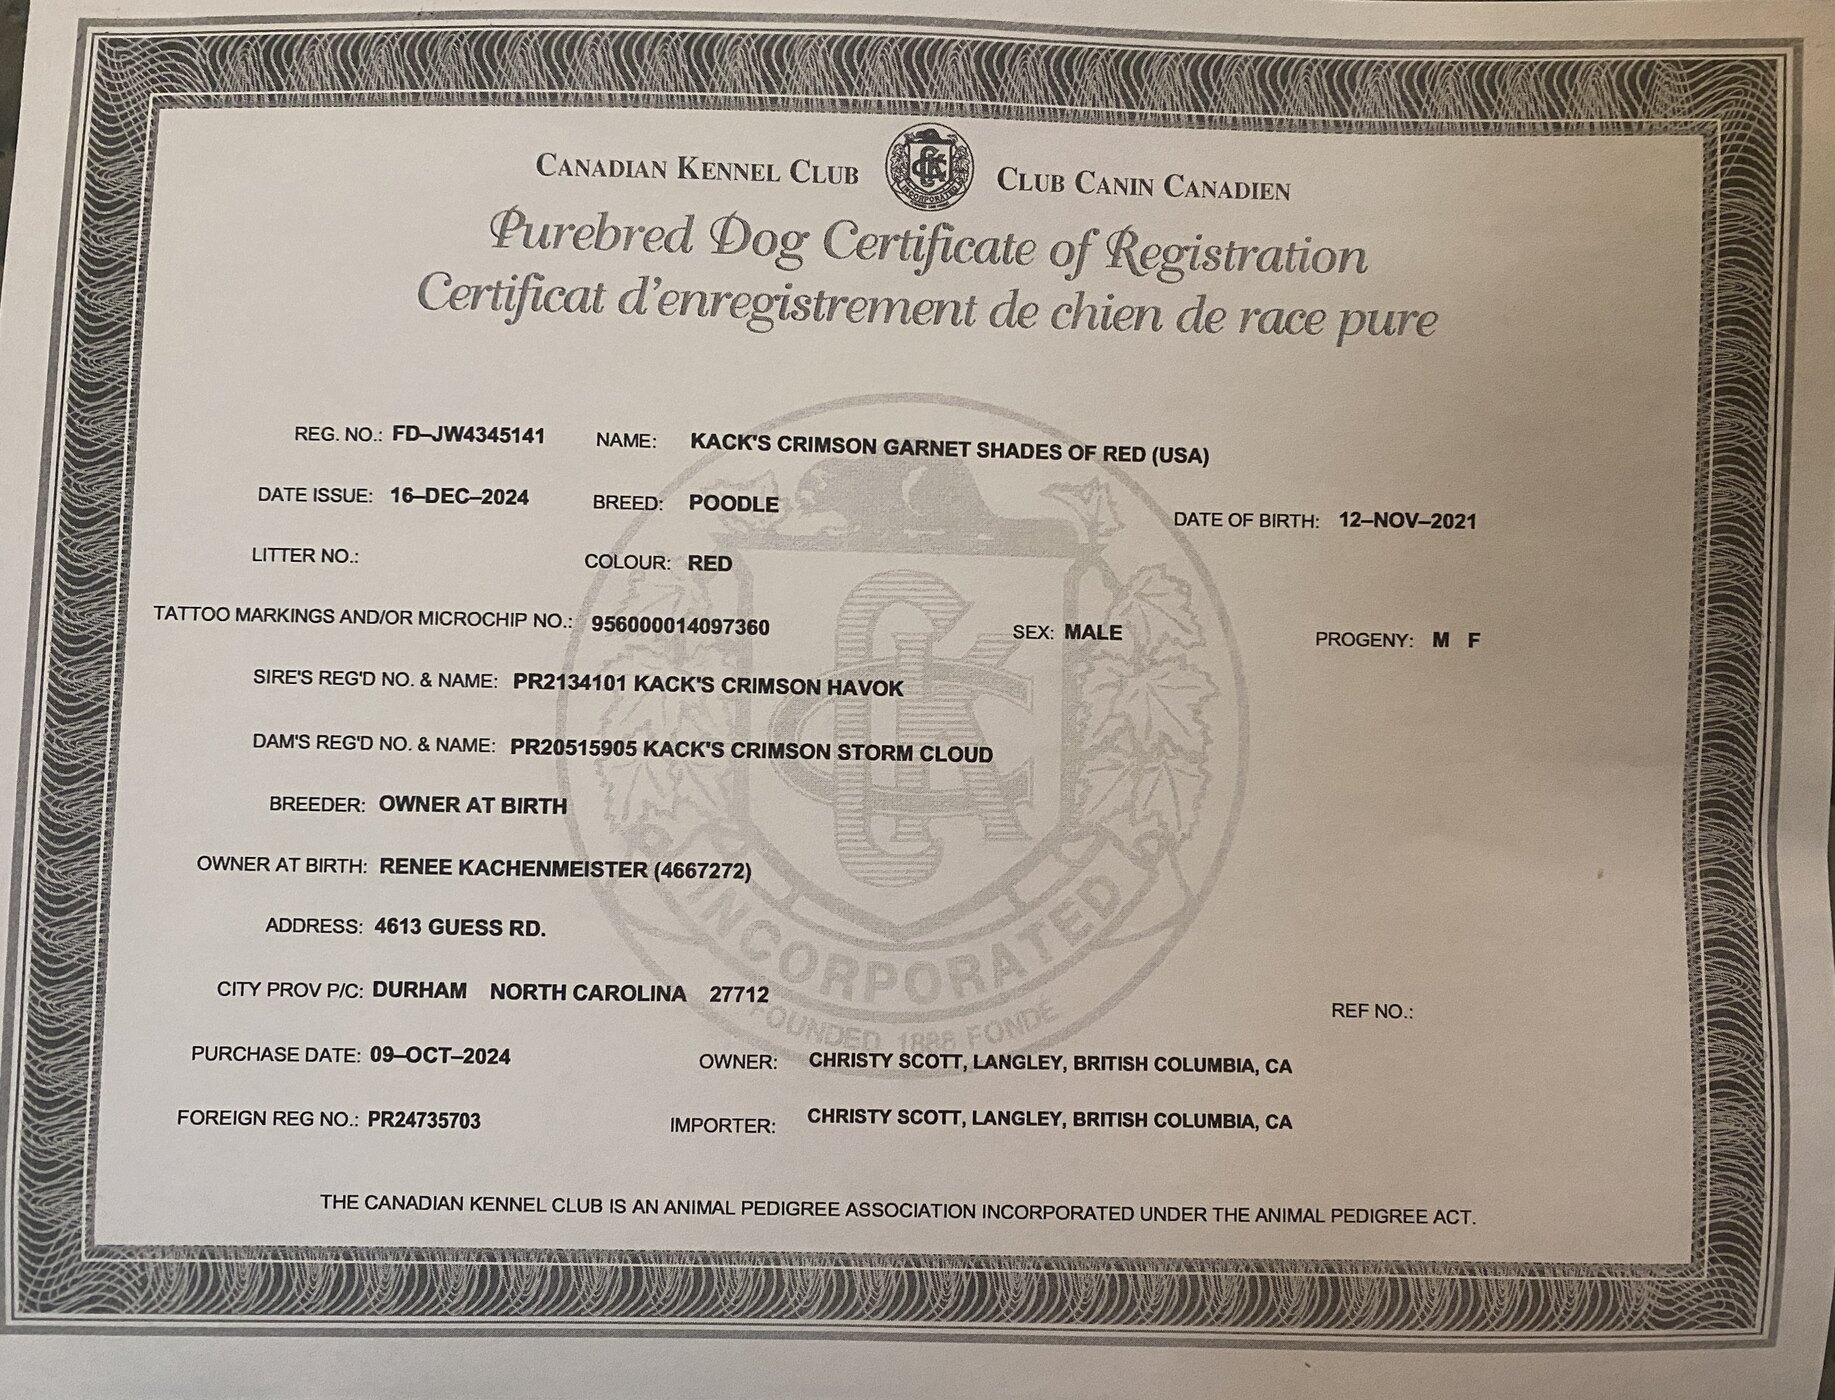 CANADIAN KENNEL CLUB CLUB CANIN CANADIEN
Purebred Dog Certificate of Registration
Certificat d'enregistrement de chien de race pure
REG. NO.: FD–JW4345141 NAME: KACK'S CRIMSON GARNET SHADES OF RED (USA)
DATE ISSUE: 16–DEC–2024 BREED: POODLE DATE OF BIRTH: 12–NOV–2021
LITTER NO.: COLOUR: RED
TATTOO MARKINGS AND/OR MICROCHIP NO.: 956000014097360 SEX: MALE PROGENY: M F
SIRE'S REG'D NO. & NAME: PR2134101 KACK'S CRIMSON HAVOK
DAM'S REG'D NO. & NAME: PR20515905 KACK'S CRIMSON STORM CLOUD
BREEDER: OWNER AT BIRTH
OWNER AT BIRTH: RENEE KACHENMEISTER (4667272)
ADDRESS: 4613 GUESS RD.
INCORPORATED
CITY PROV P/C: DURHAM NORTH CAROLINA 27712 REF NO.:
FOUNDED 1888 FONDÉ
PURCHASE DATE: 09–OCT–2024 OWNER: CHRISTY SCOTT, LANGLEY, BRITISH COLUMBIA, CA
FOREIGN REG NO.: PR24735703 IMPORTER: CHRISTY SCOTT, LANGLEY, BRITISH COLUMBIA, CA
THE CANADIAN KENNEL CLUB IS AN ANIMAL PEDIGREE ASSOCIATION INCORPORATED UNDER THE ANIMAL PEDIGREE ACT.